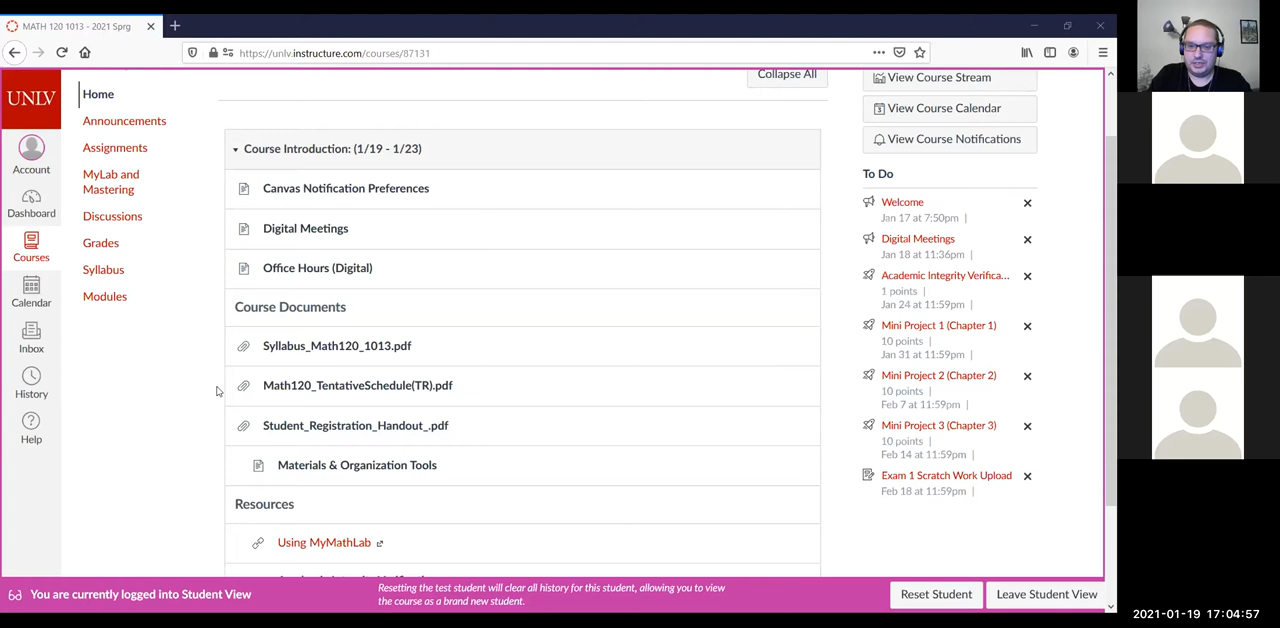 MATH 120 1013 - 2021 Sprg
https://unlv.instructure.com/courses/87131
UNLV
Account
Dashboard
Courses
Calendar
Inbox
History
Help
Home
Announcements
Assignments
MyLab and
Mastering
Discussions
Grades
Syllabus
Modules
Collapse All
Course Introduction: (1/19 - 1/23)
Canvas Notification Preferences
Digital Meetings
Office Hours (Digital)
Course Documents
Syllabus_Math120_1013.pdf
Math120_TentativeSchedule(TR).pdf
Student_Registration_Handout_.pdf
Materials & Organization Tools
Resources
Using MyMathLab
View Course Stream
View Course Calendar
View Course Notifications
To Do
Welcome
Jan 17 at 7:50pm |
Digital Meetings
Jan 18 at 11:36pm |
Academic Integrity Verifica...
1 points |
Jan 24 at 11:59pm |
Mini Project 1 (Chapter 1)
10 points |
Jan 31 at 11:59pm |
Mini Project 2 (Chapter 2)
10 points |
Feb 7 at 11:59pm |
Mini Project 3 (Chapter 3)
10 points |
Feb 14 at 11:59pm |
Exam 1 Scratch Work Upload
Feb 18 at 11:59pm |
You are currently logged into Student View
Resetting the test student will clear all history for this student, allowing you to view
the course as a brand new student.
Reset Student
Leave Student View
2021-01-19 17:04:57